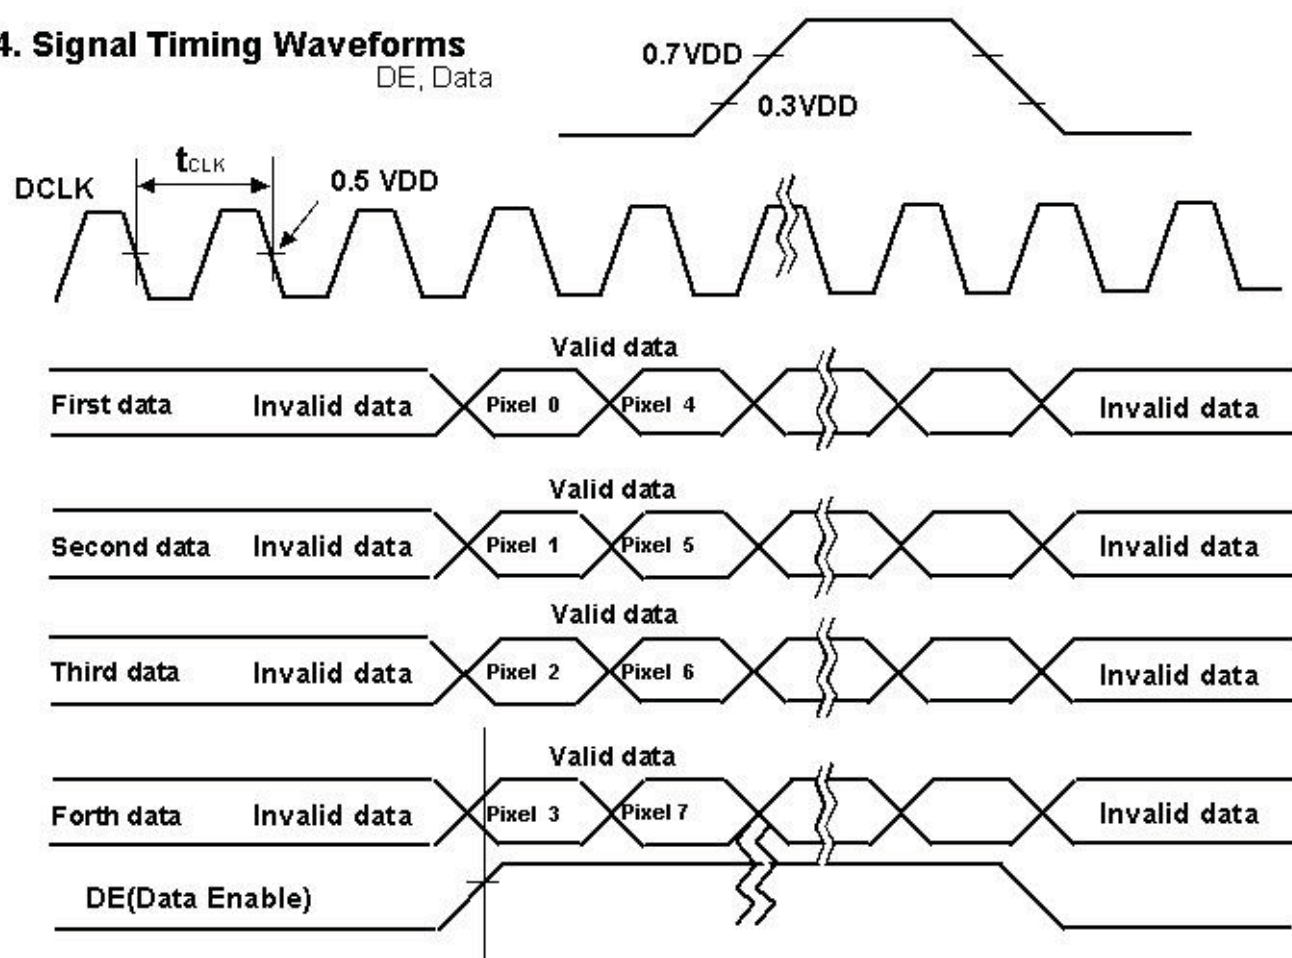 4. Signal Timing Waveforms
DE, Data
0.7VDD
0.3VDD
tCLK
DCLK
0.5 VDD
Valid data
First data Invalid data Pixel 0 Pixel 4 Invalid data
Valid data
Second data Invalid data Pixel 1 Pixel 5 Invalid data
Valid data
Third data Invalid data Pixel 2 Pixel 6 Invalid data
Valid data
Forth data Invalid data Pixel 3 Pixel 7 Invalid data
DE(Data Enable)